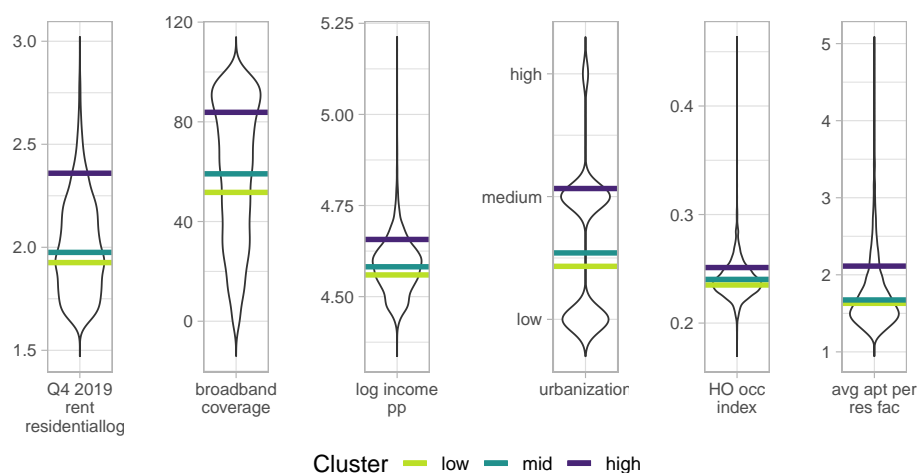 3.0
2.5
2.0
1.5
Q4 2019
rent
residentiallog
120
80
40
0
broadband
coverage
5.25
5.00
4.75
4.50
log income
pp
high
medium
low
urbanization
0.4
0.3
0.2
HO occ
index
5
4
3
2
1
avg apt per
res fac
Cluster low mid high